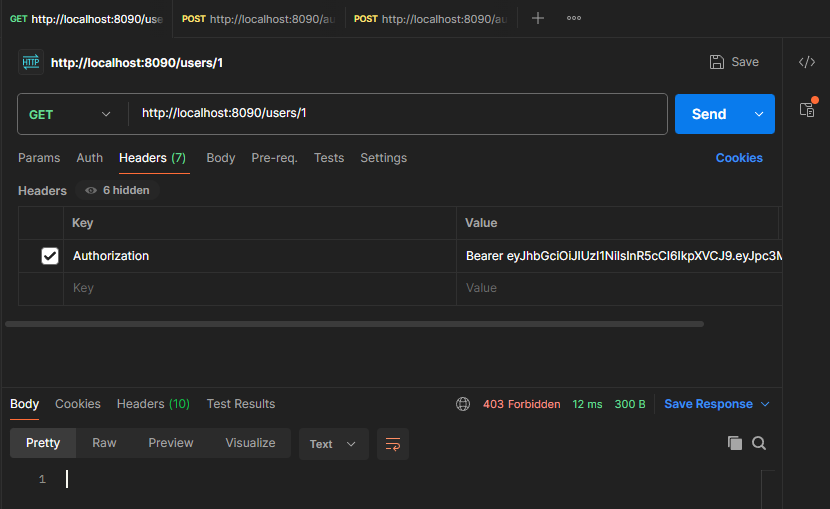 GET http://localhost:8090/use POST http://localhost:8090/au POST http://localhost:8090/au
HTTP http://localhost:8090/users/1 Save
GET http://localhost:8090/users/1 Send
Params Auth Headers (7) Body Pre-req. Tests Settings Cookies
Headers 6 hidden
Key Value
Authorization Bearer eyJhbGciOiJIUzI1NiIsInR5cCI6IkpXVCJ9.eyJpc3M
Key Value
Body Cookies Headers (10) Test Results 403 Forbidden 12 ms 300 B Save Response
Pretty Raw Preview Visualize Text
1